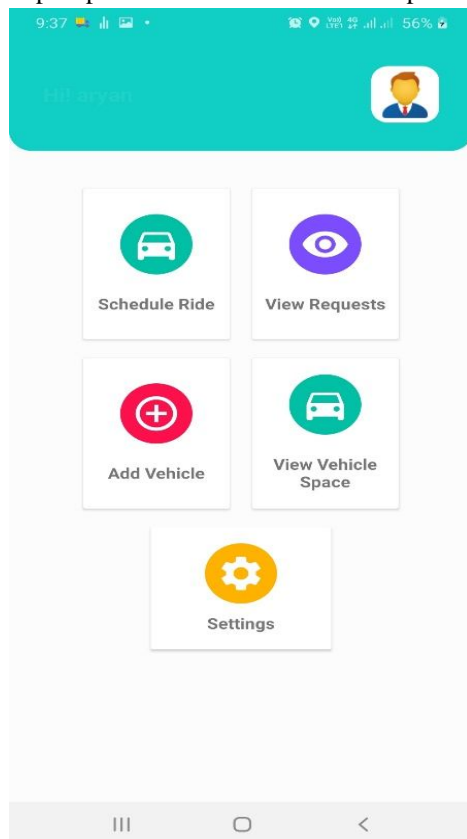 9:37
56%
Hi! aryan
Schedule Ride
View Requests
Add Vehicle
View Vehicle
Space
Settings